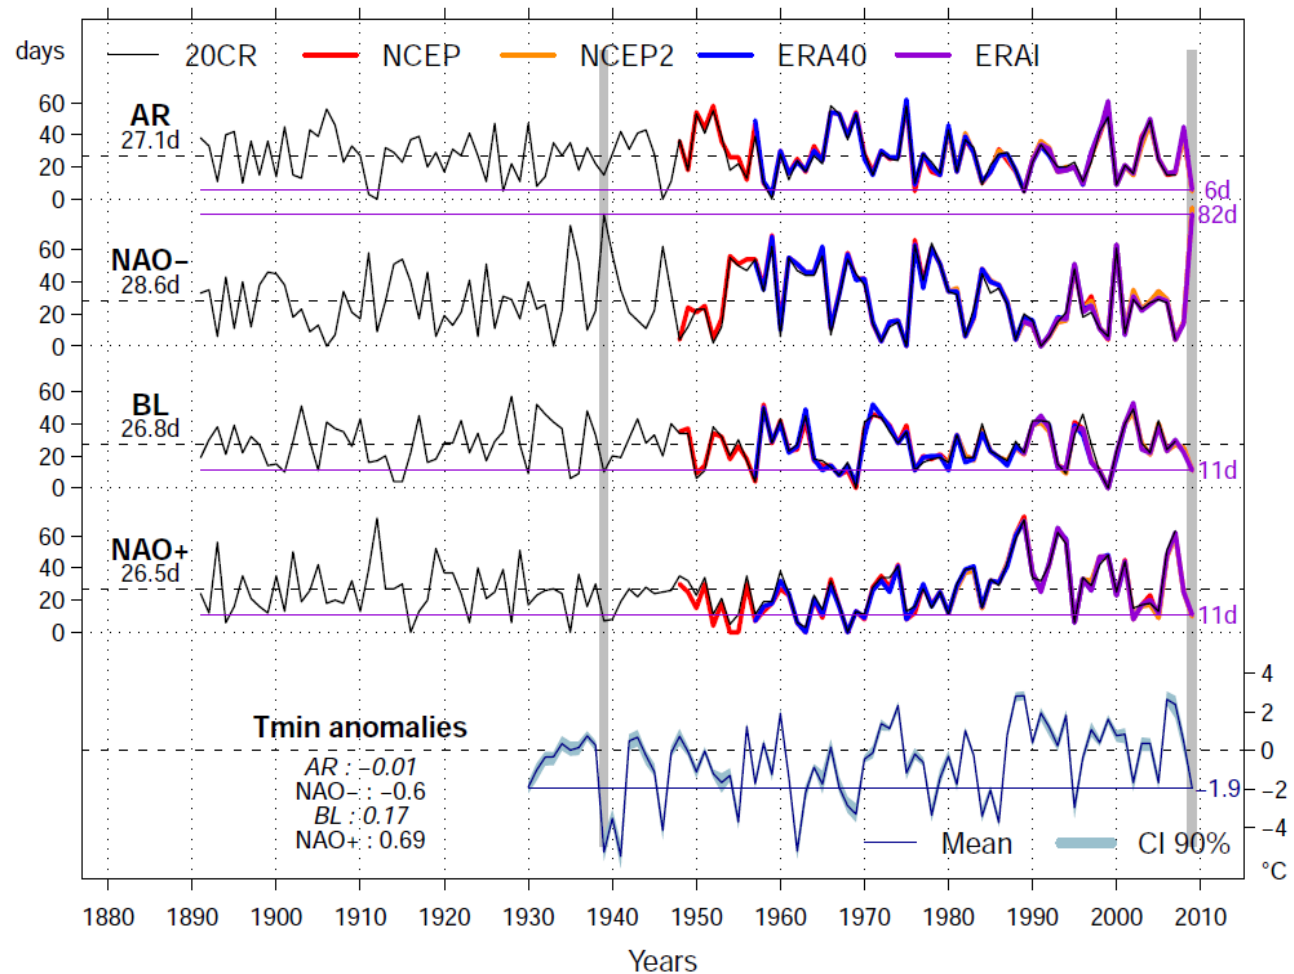 days
20CR NCEP NCEP2 ERA40 ERAI
AR
27.1d
60
40
20
0
6d
82d
NAO−
28.6d
60
40
20
0
BL
26.8d
60
40
20
0
11d
NAO+
26.5d
60
40
20
0
11d
Tmin anomalies
AR : −0.01
NAO− : −0.6
BL : 0.17
NAO+ : 0.69
4
2
0
−2
−4
−1.9
Mean CI 90%
°C
1880 1890 1900 1910 1920 1930 1940 1950 1960 1970 1980 1990 2000 2010
Years